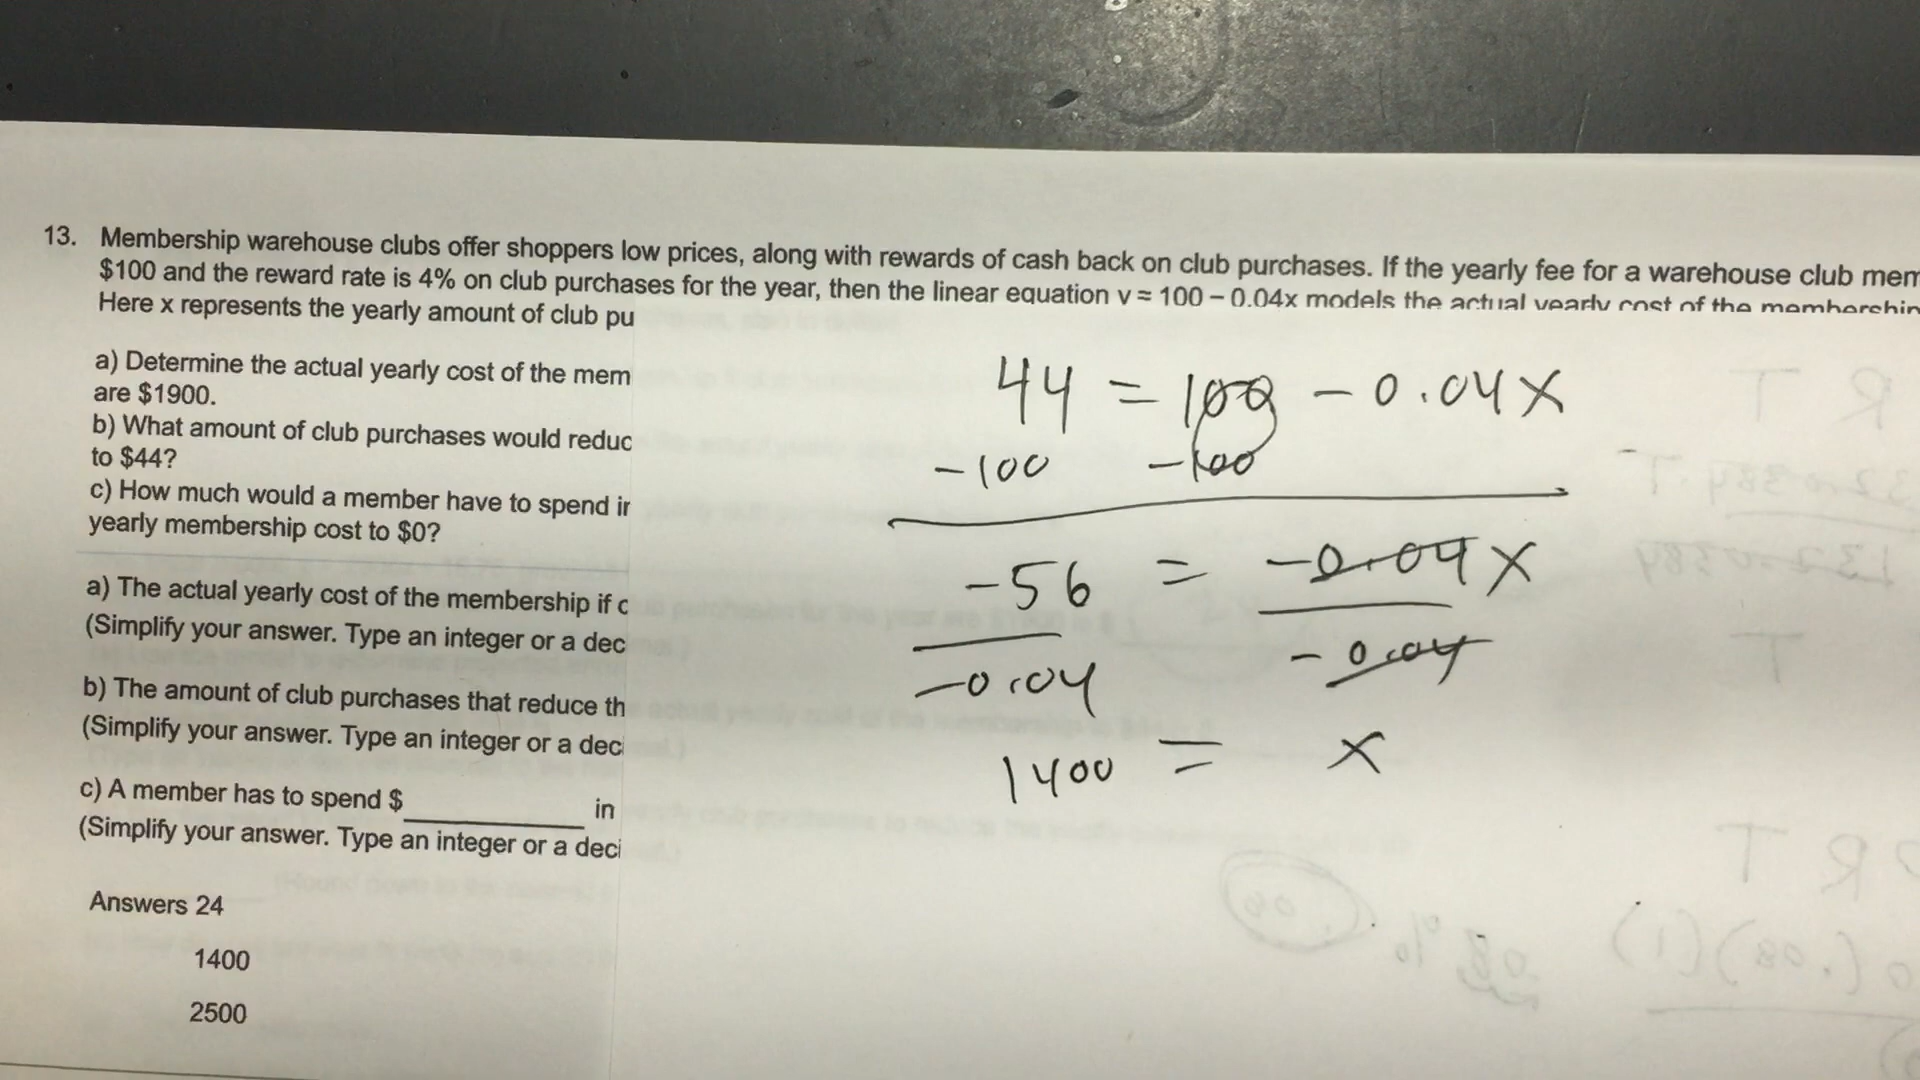 13. Membership warehouse clubs offer shoppers low prices, along with rewards of cash back on club purchases. If the yearly fee for a warehouse club mem
$100 and the reward rate is 4% on club purchases for the year, then the linear equation y = 100 - 0.04x models the actual yearly cost of the membership
Here x represents the yearly amount of club pu
a) Determine the actual yearly cost of the mem
are $1900.
b) What amount of club purchases would reduc
to $44?
c) How much would a member have to spend in
yearly membership cost to $0?
a) The actual yearly cost of the membership if c
(Simplify your answer. Type an integer or a dec
b) The amount of club purchases that reduce th
(Simplify your answer. Type an integer or a deci
c) A member has to spend $ in
(Simplify your answer. Type an integer or a deci
Answers 24
1400
2500
44 = 100 - 0.04x
-100 -100
-56 = -0.04x
-0.04 -0.04
1400 = x